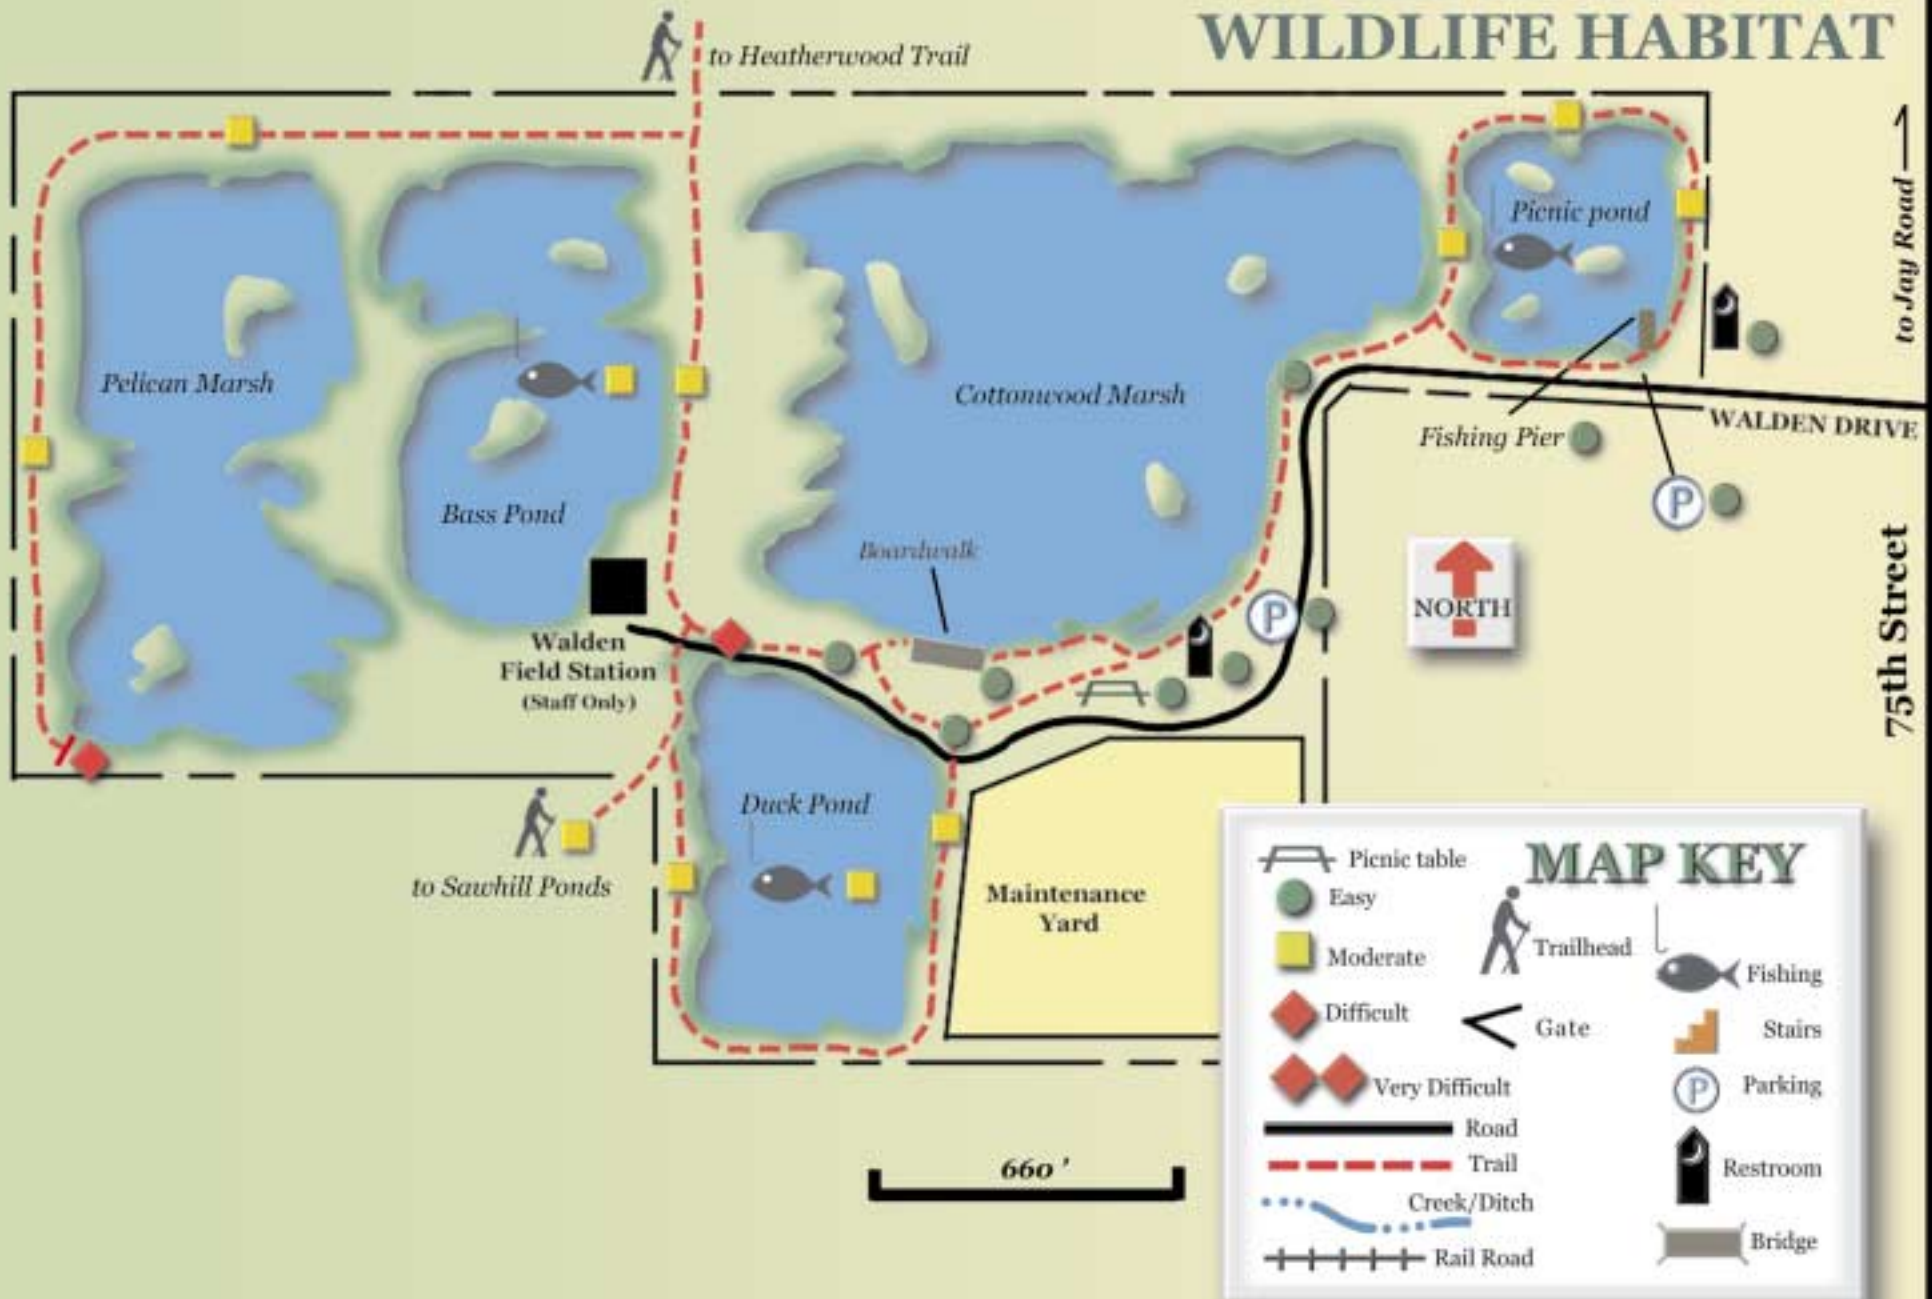 WILDLIFE HABITAT
to Heatherwood Trail
to Jay Road
Picnic pond
Pelican Marsh
Cottonwood Marsh
WALDEN DRIVE
Fishing Pier
P
Bass Pond
Boardwalk
75th Street
NORTH
P
Walden
Field Station
(Staff Only)
Duck Pond
to Sawhill Ponds
Maintenance
Yard
660 '
MAP KEY
Picnic table
Easy
Moderate
Difficult
Very Difficult
Road
Trail
Creek/Ditch
Rail Road
Trailhead
Gate
Fishing
Stairs
P
Parking
Restroom
Bridge